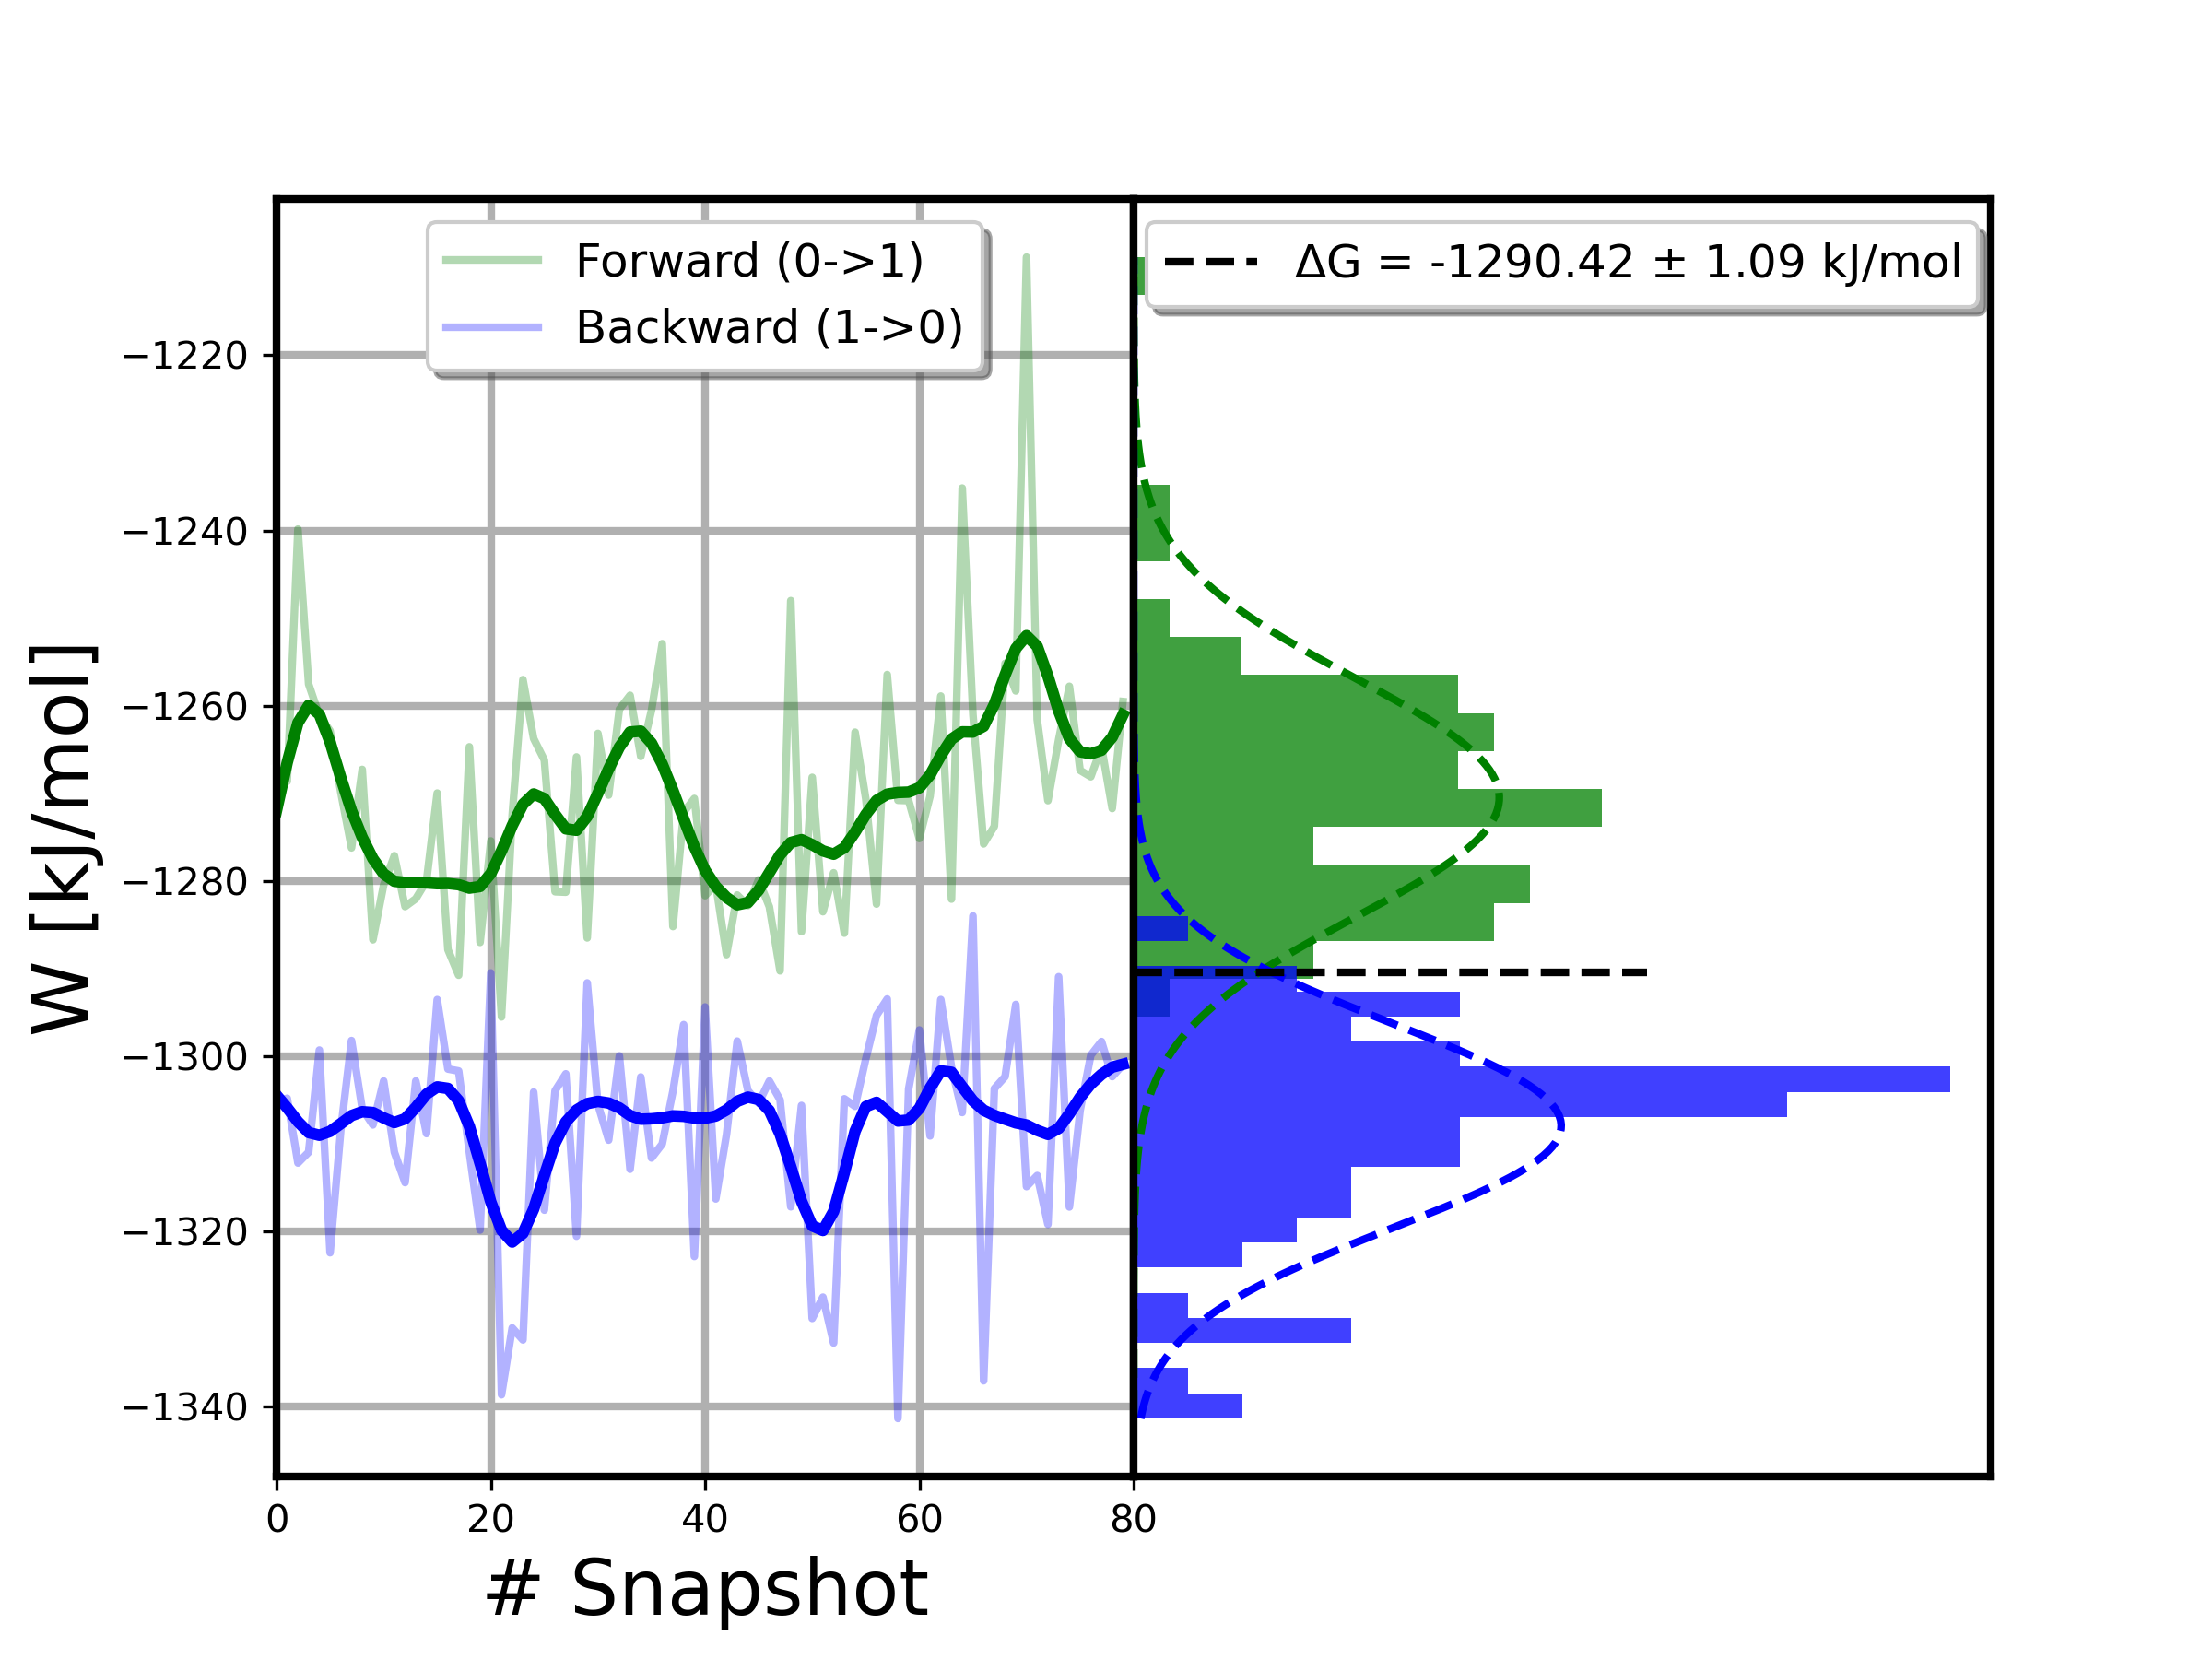 Forward (0->1)
Backward (1->0)
ΔG = -1290.42 ± 1.09 kJ/mol
W [kJ/mol]
−1220
−1240
−1260
−1280
−1300
−1320
−1340
0 20 40 60 80
# Snapshot